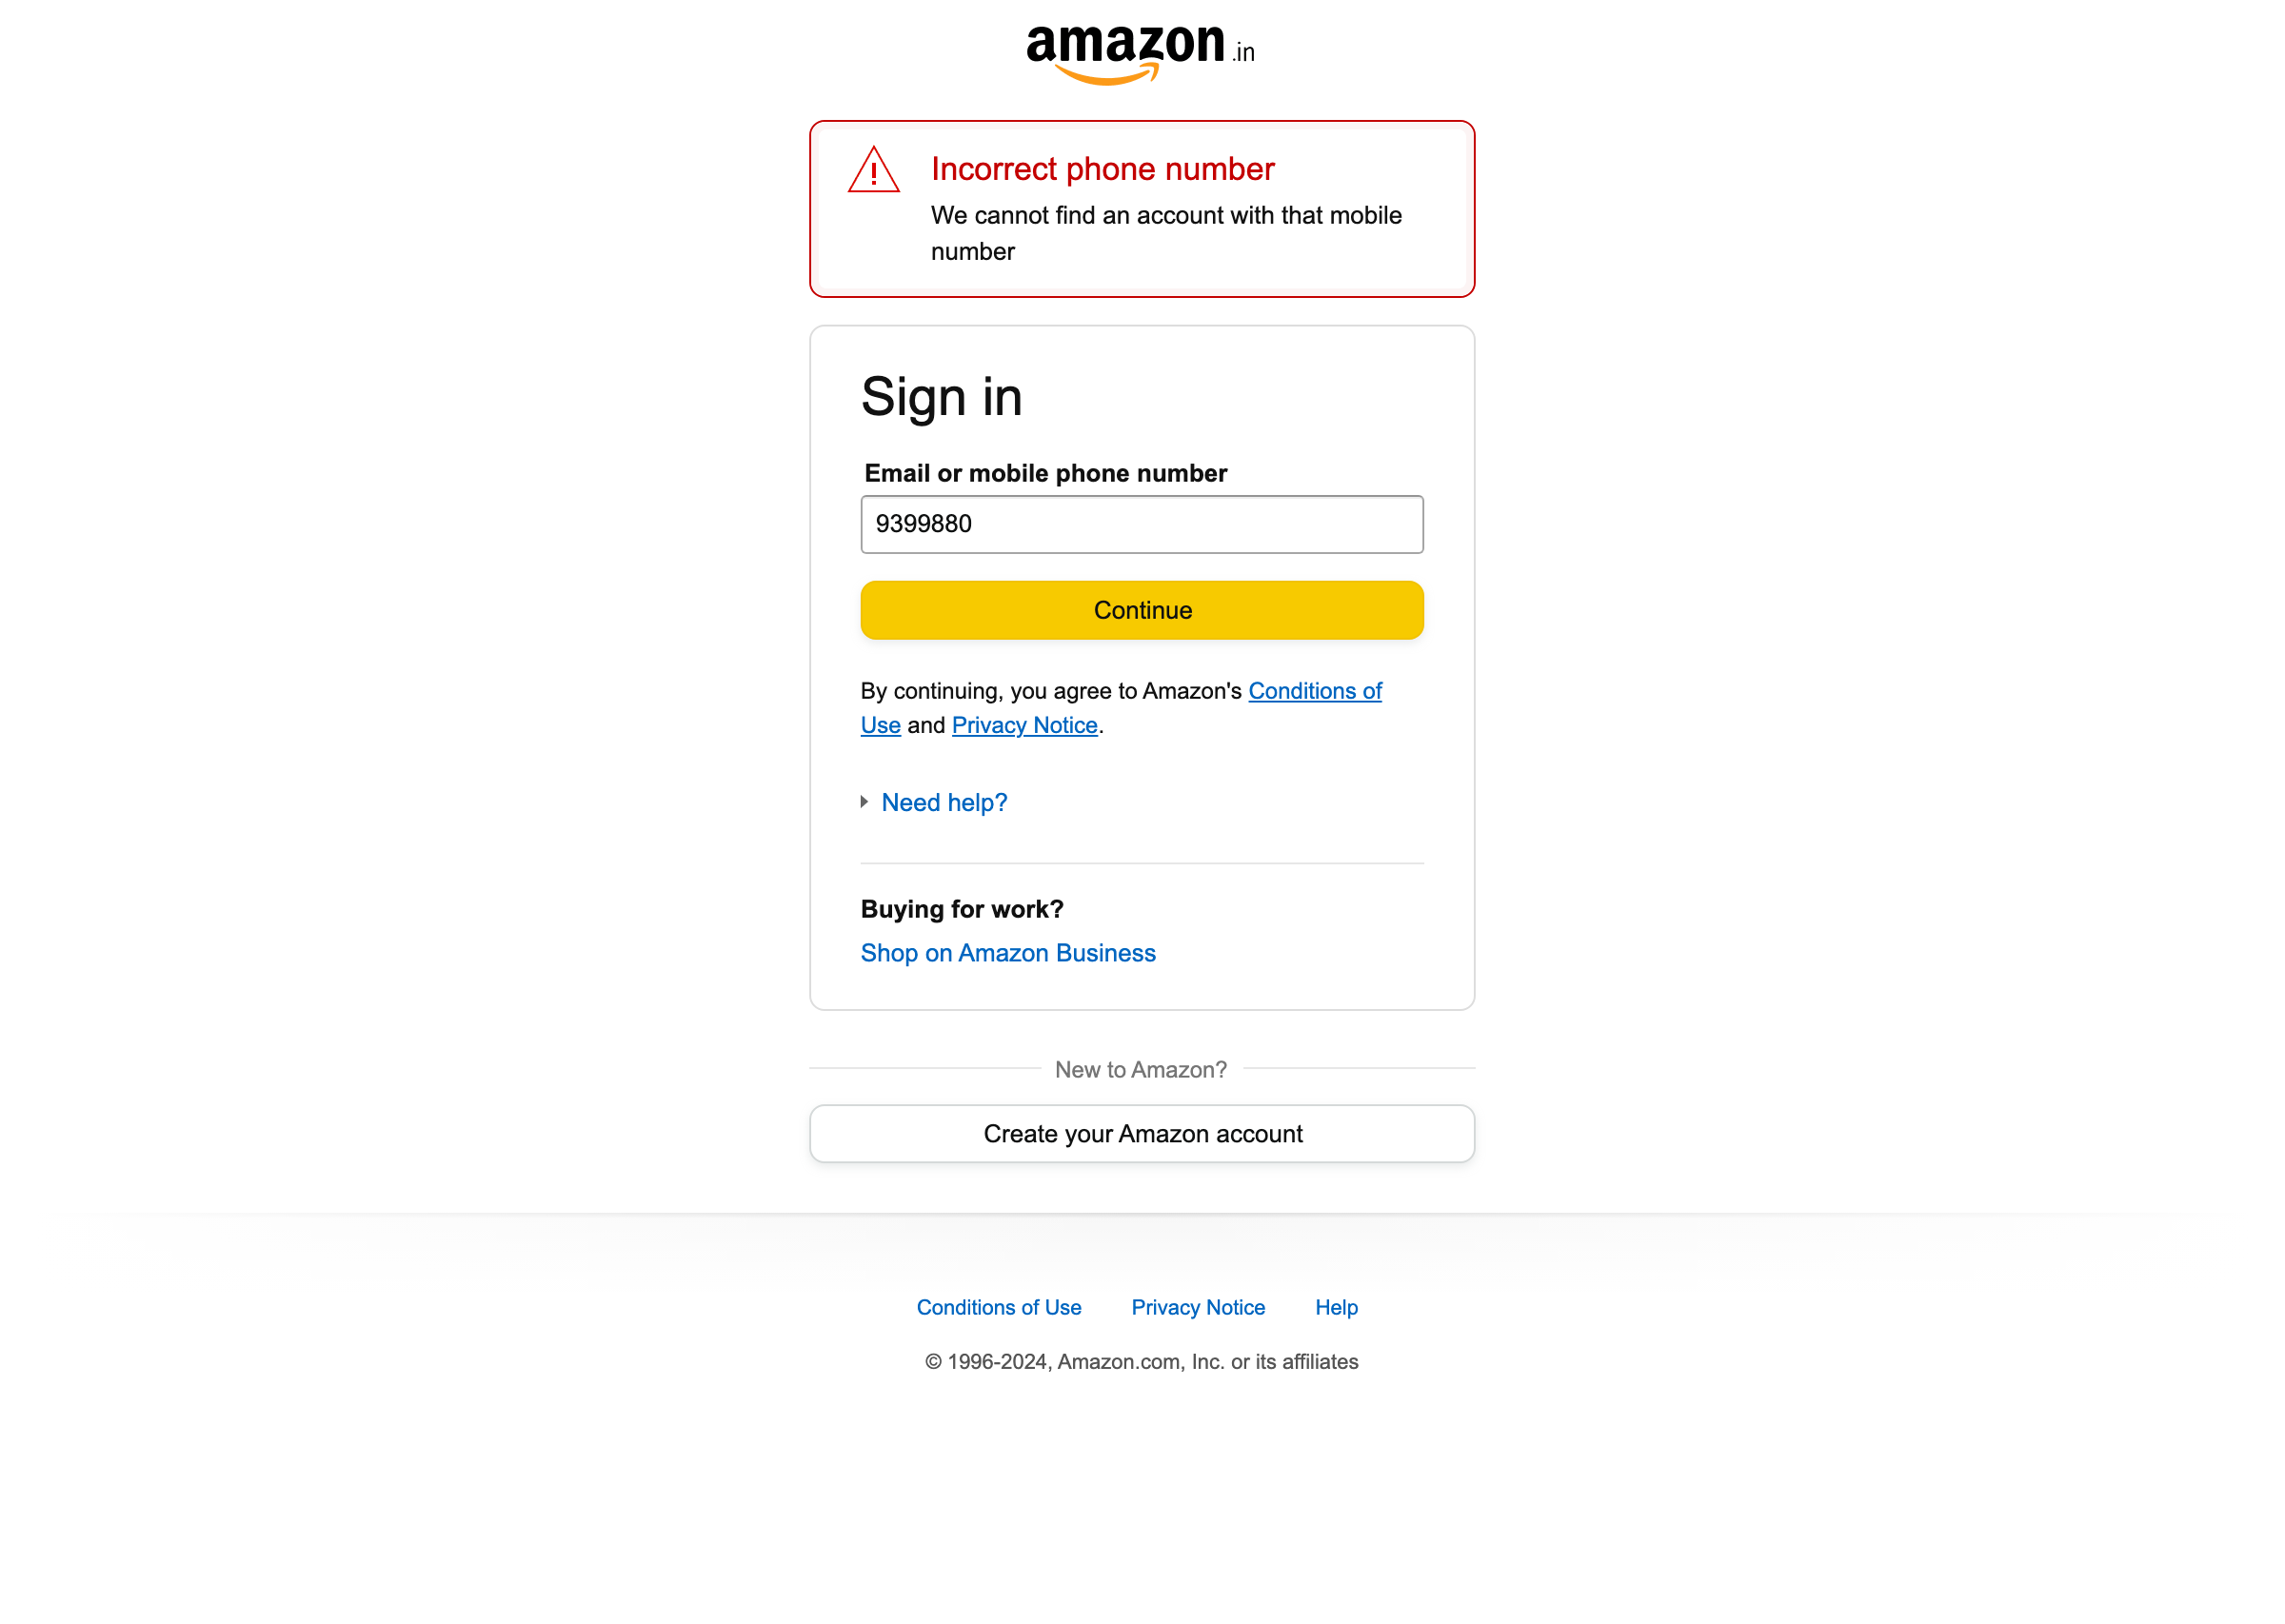 amazon.in
Incorrect phone number
We cannot find an account with that mobile
number
Sign in
Email or mobile phone number
9399880
Continue
By continuing, you agree to Amazon's Conditions of
Use and Privacy Notice.
Need help?
Buying for work?
Shop on Amazon Business
New to Amazon?
Create your Amazon account
Conditions of Use Privacy Notice Help
© 1996-2024, Amazon.com, Inc. or its affiliates